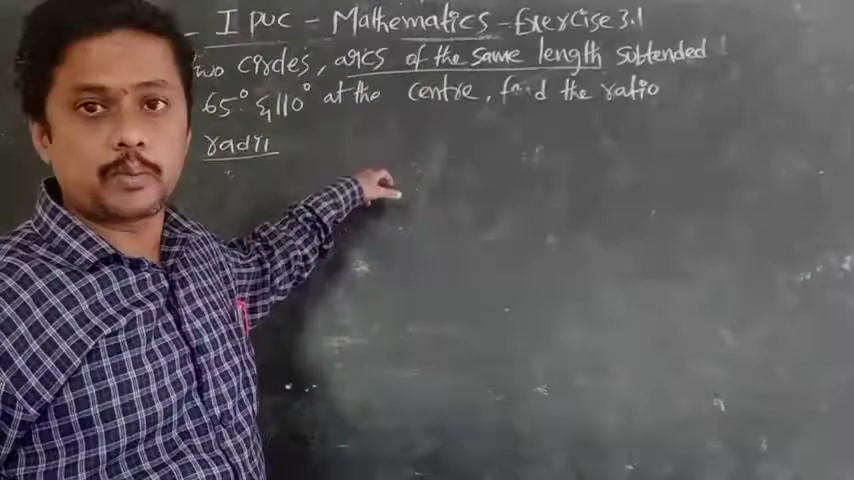 - I PUC - Mathematics - Exercise 3.1
two circles, arcs of the same length subtended
65° & 110° at the centre, find the ratio
radii